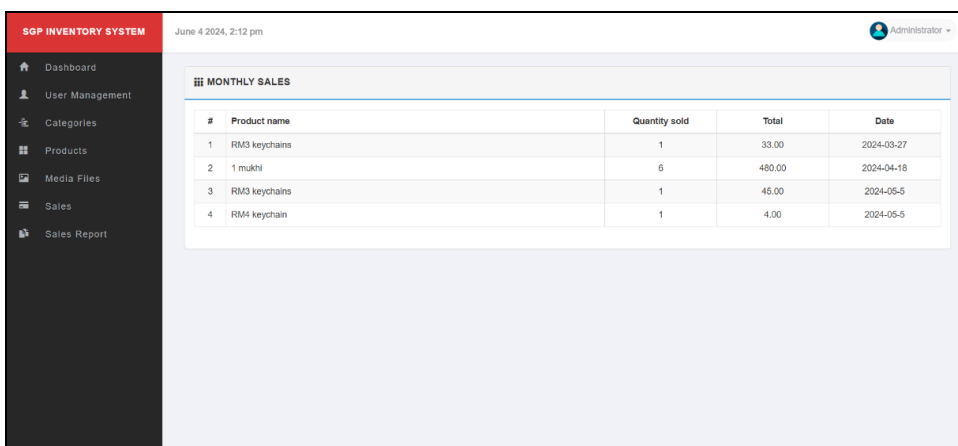 SGP INVENTORY SYSTEM
June 4 2024, 2:12 pm
Administrator
Dashboard
User Management
Categories
Products
Media Files
Sales
Sales Report
MONTHLY SALES
# Product name Quantity sold Total Date
1 RM3 keychains 1 33.00 2024-03-27
2 1 mukhi 6 480.00 2024-04-18
3 RM3 keychains 1 45.00 2024-05-5
4 RM4 keychain 1 4.00 2024-05-5